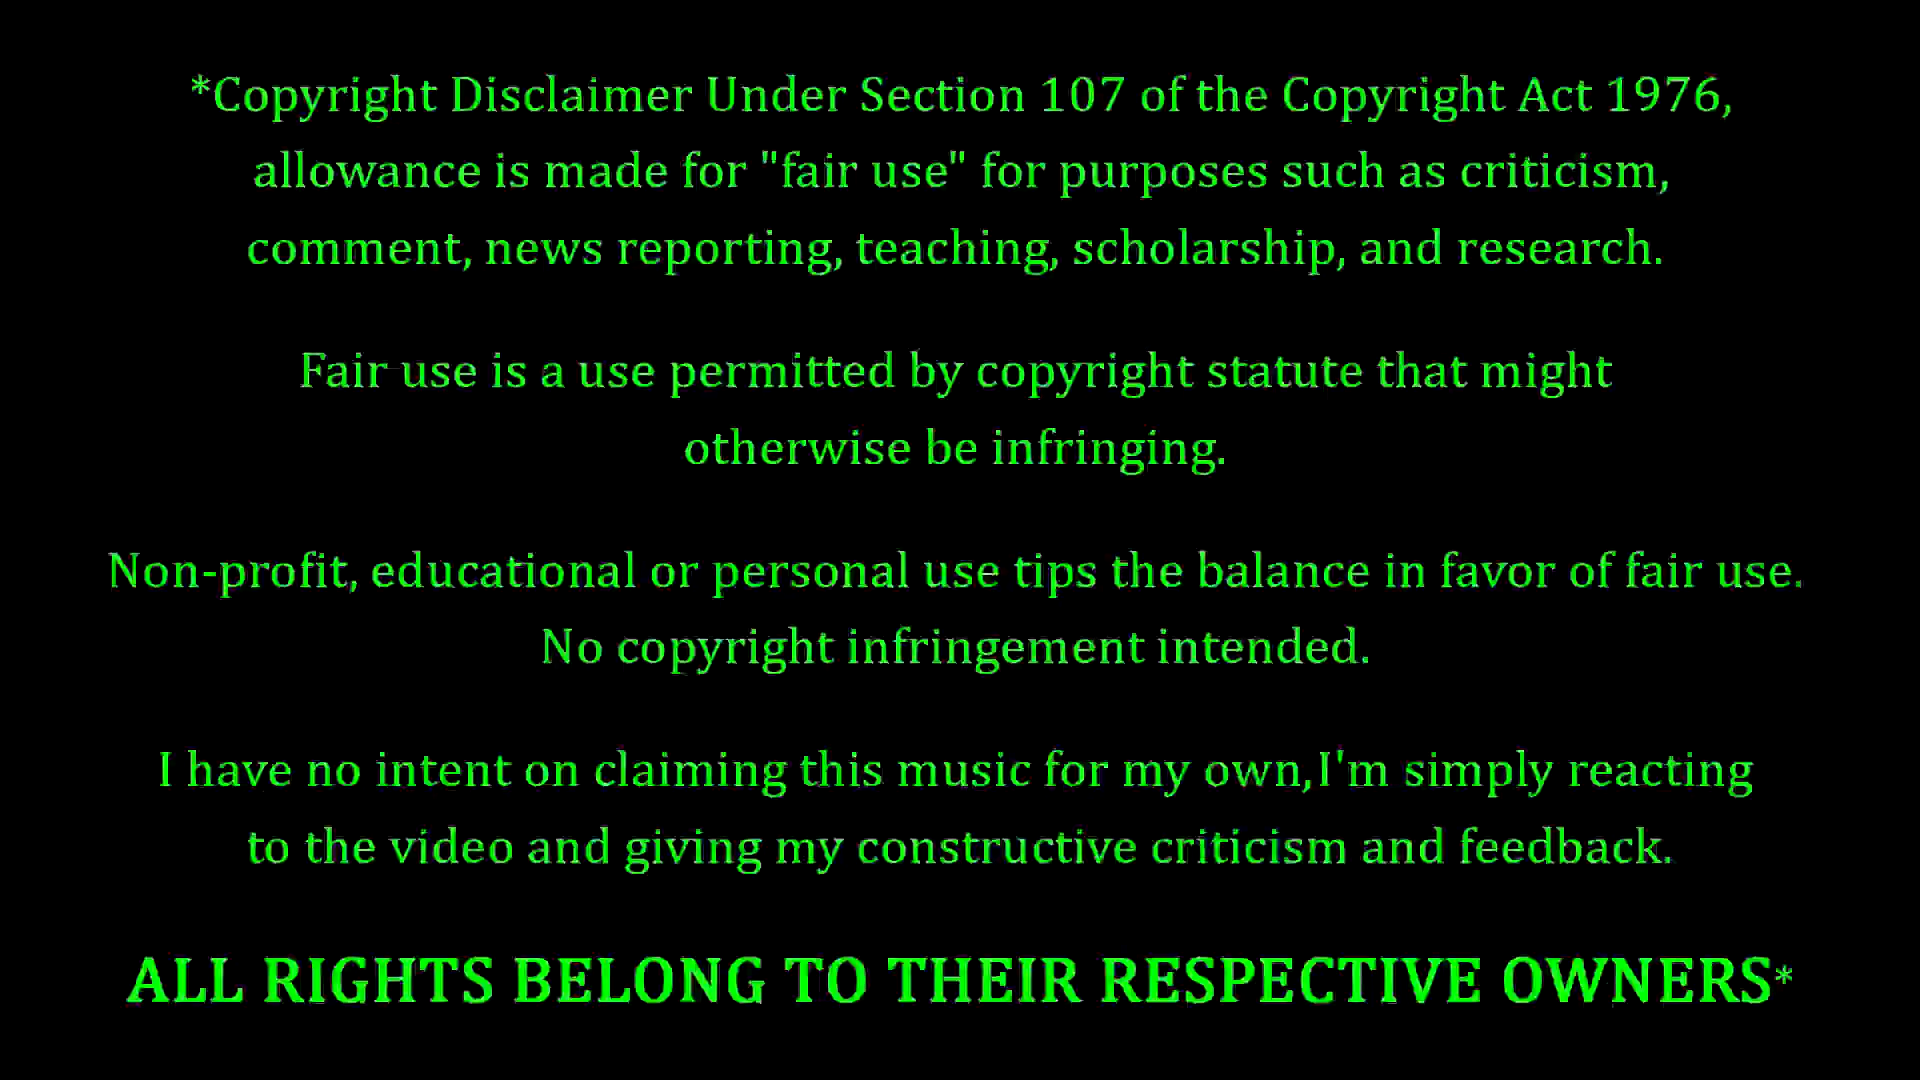 *Copyright Disclaimer Under Section 107 of the Copyright Act 1976,
allowance is made for "fair use" for purposes such as criticism,
comment, news reporting, teaching, scholarship, and research.
Fair use is a use permitted by copyright statute that might
otherwise be infringing.
Non-profit, educational or personal use tips the balance in favor of fair use.
No copyright infringement intended.
I have no intent on claiming this music for my own,I'm simply reacting
to the video and giving my constructive criticism and feedback.
ALL RIGHTS BELONG TO THEIR RESPECTIVE OWNERS*